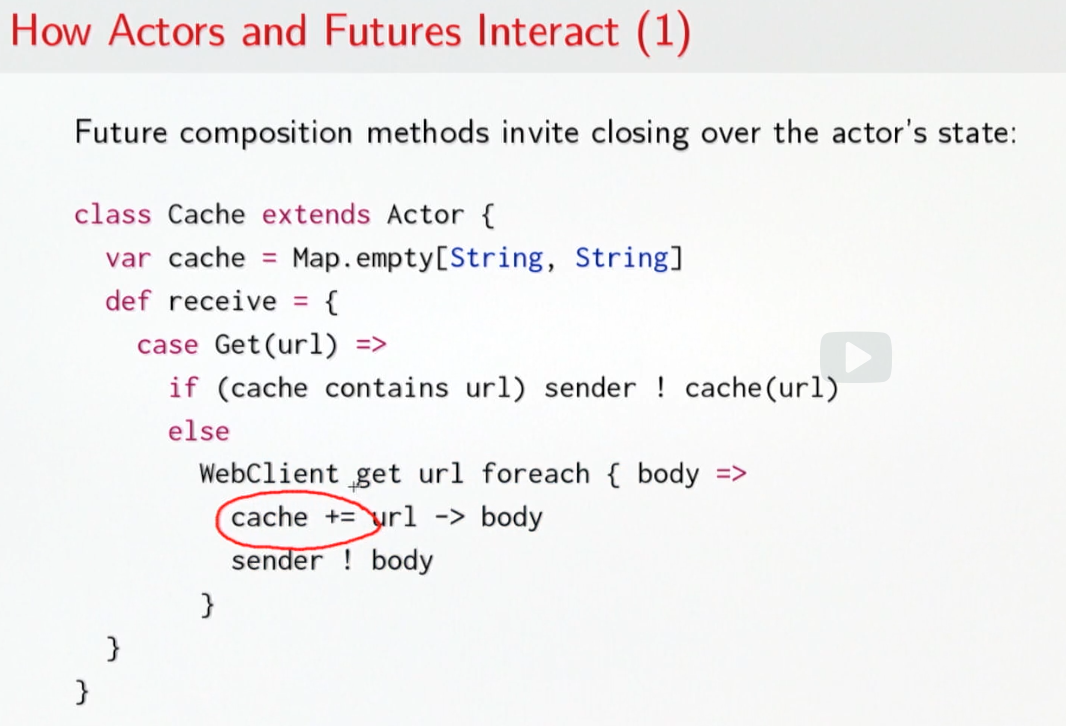 How Actors and Futures Interact (1)
Future composition methods invite closing over the actor's state:
class Cache extends Actor {
  var cache = Map.empty[String, String]
  def receive = {
    case Get(url) =>
      if (cache contains url) sender ! cache(url)
      else
        WebClient get url foreach { body =>
          cache += url -> body
          sender ! body
        }
  }
}